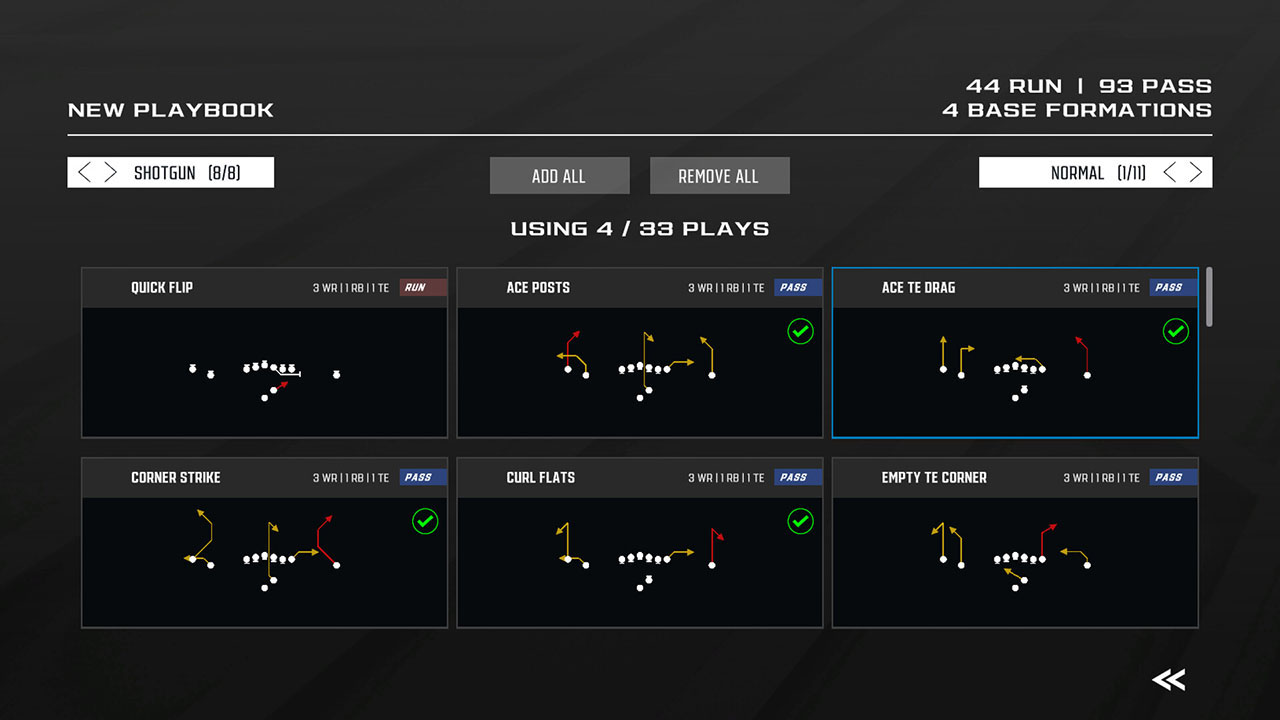 44 RUN | 93 PASS
NEW PLAYBOOK
4 BASE FORMATIONS
SHOTGUN (8/8)
ADD ALL
REMOVE ALL
NORMAL (1/11)
USING 4 / 33 PLAYS
QUICK FLIP 3 WR | 1 RB | 1 TE RUN
ACE POSTS 3 WR | 1 RB | 1 TE PASS
ACE TE DRAG 3 WR | 1 RB | 1 TE PASS
CORNER STRIKE 3 WR | 1 RB | 1 TE PASS
CURL FLATS 3 WR | 1 RB | 1 TE PASS
EMPTY TE CORNER 3 WR | 1 RB | 1 TE PASS